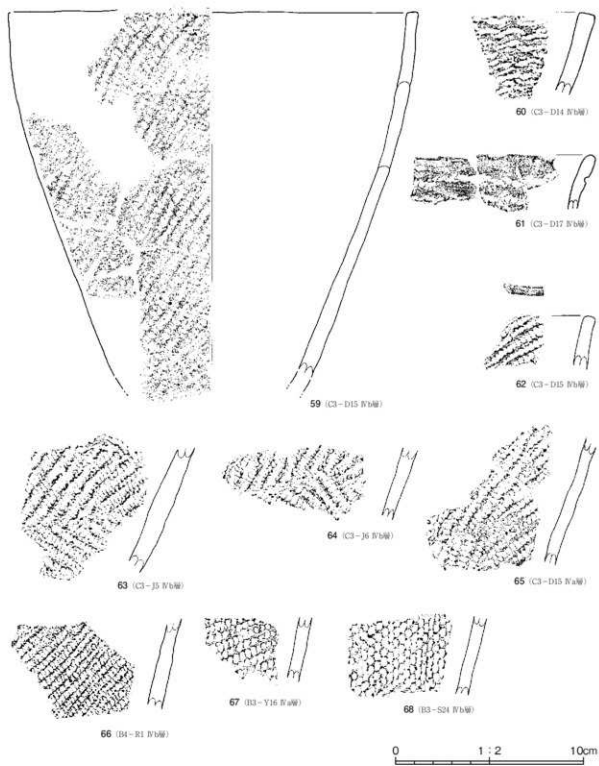 60 (C3-D14 Ⅳb層)
61 (C3-D17 Ⅳb層)
62 (C3-D15 Ⅳb層)
59 (C3-D15 Ⅳb層)
63 (C3-J5 Ⅳb層)
64 (C3-J6 Ⅳb層)
65 (C3-D15 Ⅳa層)
66 (B4-R1 Ⅳb層)
67 (B3-Y16 Ⅳa層)
68 (B3-S24 Ⅳb層)
0 1:2 10cm